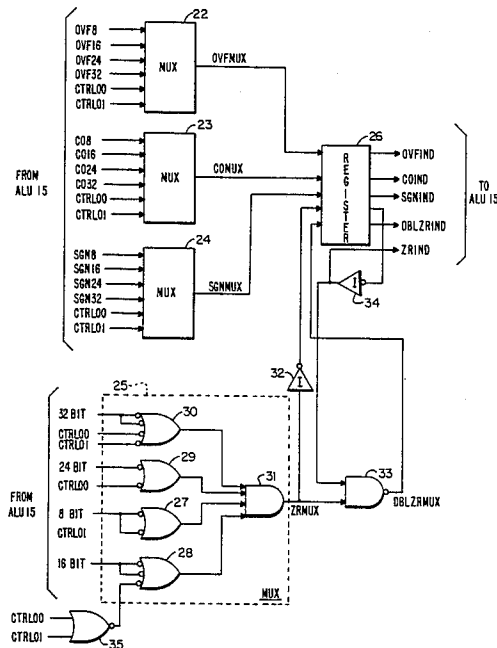 22
OVF8
OVF16
OVF24
OVF32
CTRL00
CTRL01
MUX
OVFMUX
23
CO8
CO16
CO24
CO32
CTRL00
CTRL01
MUX
COMUX
FROM
ALU 15
24
SGN8
SGN16
SGN24
SGN32
CTRL00
CTRL01
MUX
SGNMUX
26
REGISTER
OVFIND
COIND
SGNIND
DBLZRIND
ZRIND
TO
ALU 15
I
34
32
I
25
FROM
ALU 15
32 BIT
CTRL00
CTRL01
30
24 BIT
CTRL00
29
8 BIT
CTRL01
27
16 BIT
28
31
ZRMUX
33
DBLZRMUX
MUX
CTRL00
CTRL01
35